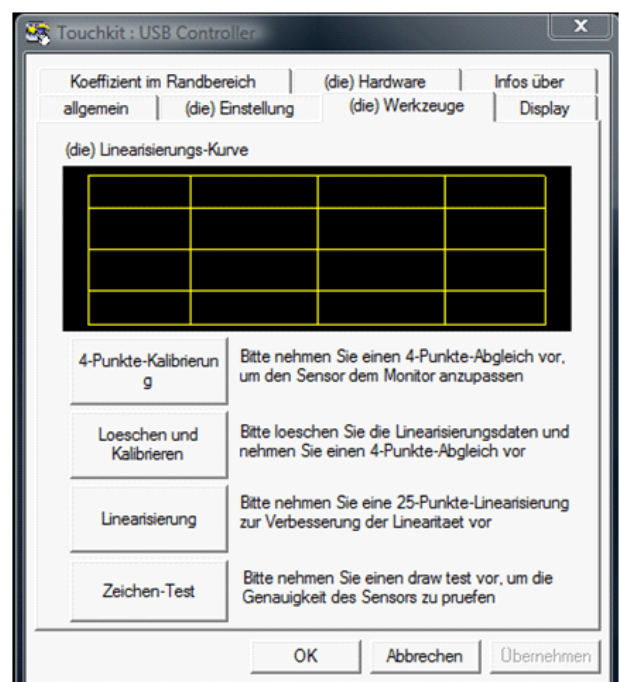 Touchkit : USB Controller
Koeffizient im Randbereich
(die) Hardware
Infos über
allgemein
(die) Einstellung
(die) Werkzeuge
Display
(die) Linearisierungs-Kurve
4-Punkte-Kalibrierun
g
Bitte nehmen Sie einen 4-Punkte-Abgleich vor,
um den Sensor dem Monitor anzupassen
Loeschen und
Kalibrieren
Bitte loeschen Sie die Linearisierungsdaten und
nehmen Sie einen 4-Punkte-Abgleich vor
Linearisierung
Bitte nehmen Sie eine 25-Punkte-Linearisierung
zur Verbesserung der Linearitaet vor
Zeichen-Test
Bitte nehmen Sie einen draw test vor, um die
Genauigkeit des Sensors zu pruefen
OK
Abbrechen
Übernehmen